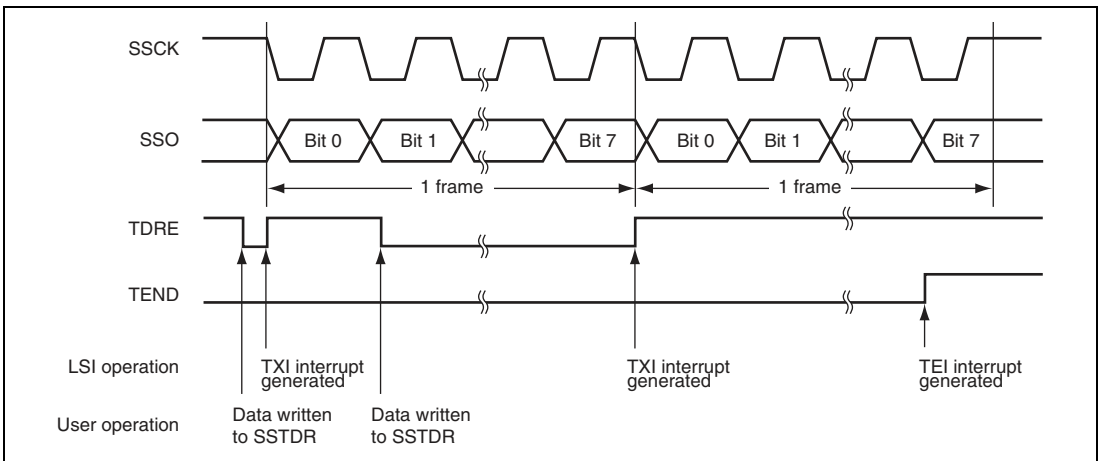 SSCK
SSO
Bit 0
Bit 1
Bit 7
Bit 0
Bit 1
Bit 7
1 frame
1 frame
TDRE
TEND
LSI operation
TXI interrupt
generated
TXI interrupt
generated
TEI interrupt
generated
User operation
Data written
to SSTDR
Data written
to SSTDR